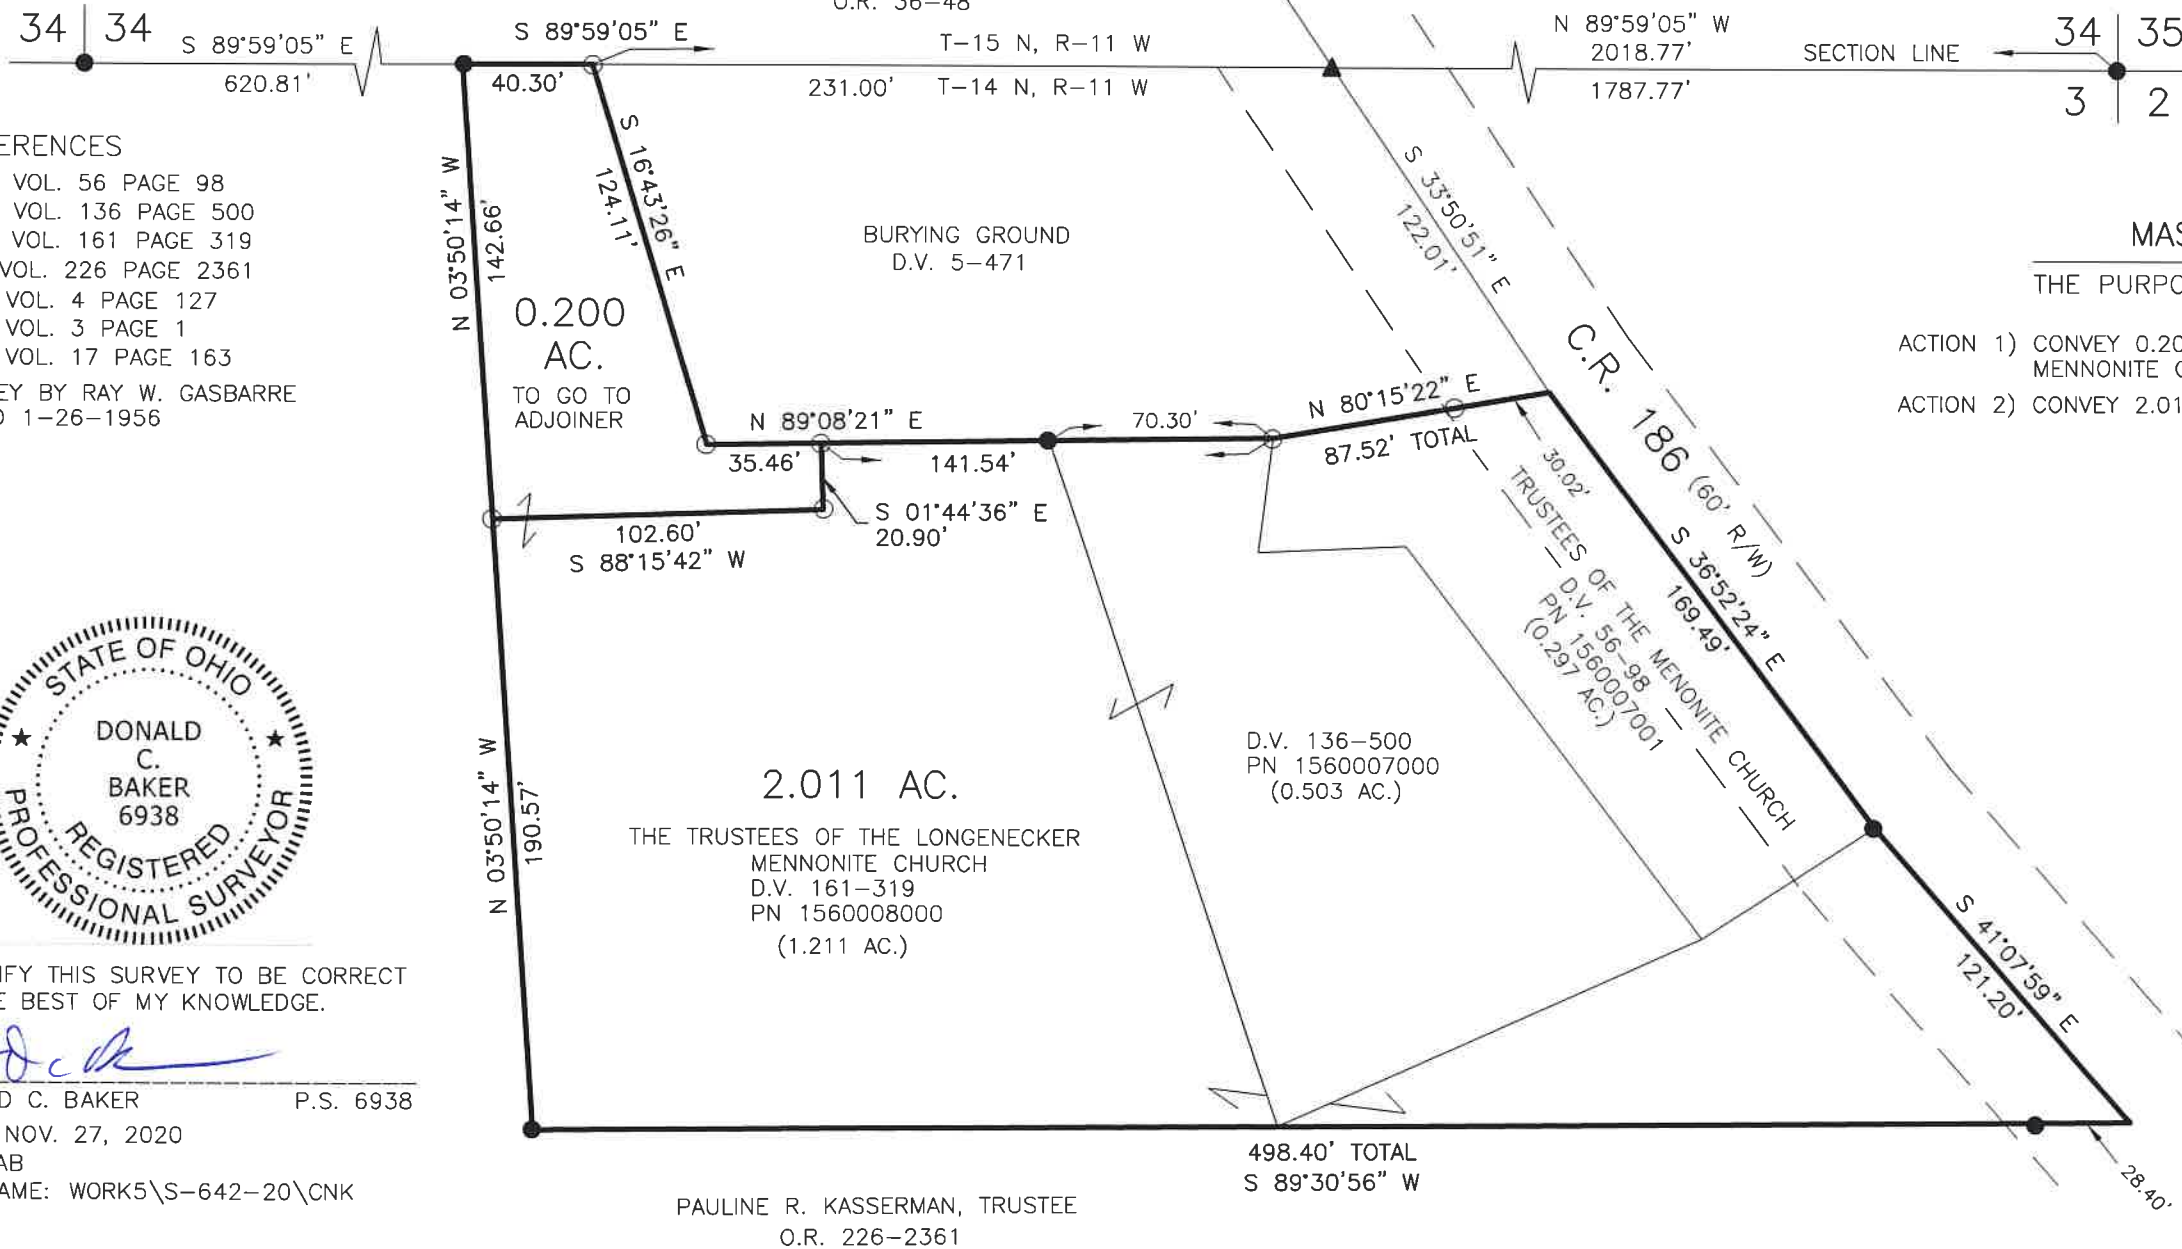 O.R. 36-48
34 34
S 89°59'05" E
620.81'
S 89°59'05" E
40.30'
T-15 N, R-11 W
231.00' T-14 N, R-11 W
N 89°59'05" W
2018.77'
1787.77'
SECTION LINE
34 35
3 2
ERENCES
VOL. 56 PAGE 98
VOL. 136 PAGE 500
VOL. 161 PAGE 319
VOL. 226 PAGE 2361
VOL. 4 PAGE 127
VOL. 3 PAGE 1
VOL. 17 PAGE 163
EY BY RAY W. GASBARRE
D 1-26-1956
N 03°50'14" W
142.66'
S 16°43'26" E
124.11'
0.200
AC.
TO GO TO
ADJOINER
BURYING GROUND
D.V. 5-471
S 33°50'51" E
122.01'
C.R. 186 (60' R/W)
MAS
THE PURPO
ACTION 1) CONVEY 0.20
MENNONITE C
ACTION 2) CONVEY 2.01
N 89°08'21" E
35.46'
141.54'
70.30'
N 80°15'22" E
87.52' TOTAL
30.02'
S 01°44'36" E
20.90'
102.60'
S 88°15'42" W
TRUSTEES OF THE MENONITE CHURCH
D.V. 56-98
PN 1560007001
(0.297 AC.)
S 36°52'24" E
169.49'
STATE OF OHIO
DONALD
C.
BAKER
6938
REGISTERED
PROFESSIONAL SURVEYOR
N 03°50'14" W
190.57'
2.011 AC.
THE TRUSTEES OF THE LONGENECKER
MENNONITE CHURCH
D.V. 161-319
PN 1560008000
(1.211 AC.)
D.V. 136-500
PN 1560007000
(0.503 AC.)
S 41°07'59" E
121.20'
IFY THIS SURVEY TO BE CORRECT
E BEST OF MY KNOWLEDGE.
D C. BAKER P.S. 6938
NOV. 27, 2020
AB
AME: WORK5\S-642-20\CNK
498.40' TOTAL
S 89°30'56" W
28.40'
PAULINE R. KASSERMAN, TRUSTEE
O.R. 226-2361